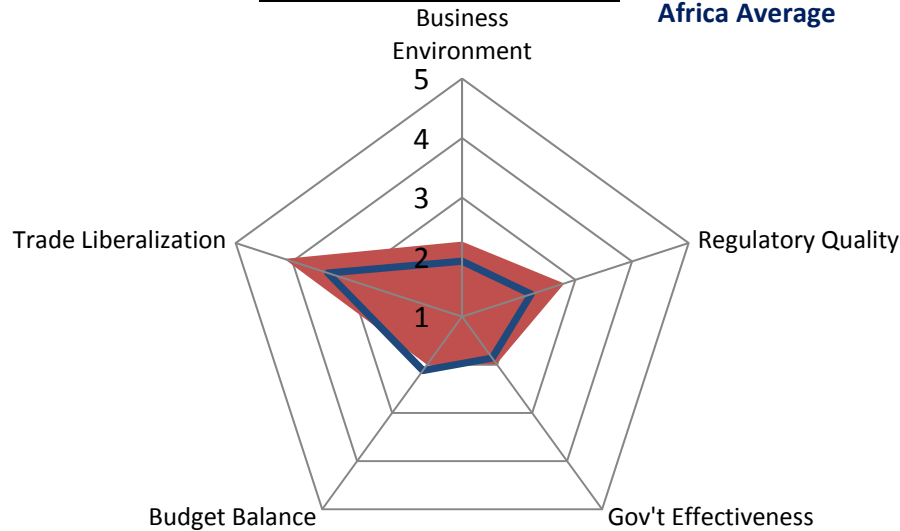 Africa Average
Business
Environment
5
4
3
2
1
Trade Liberalization
Regulatory Quality
Budget Balance
Gov't Effectiveness